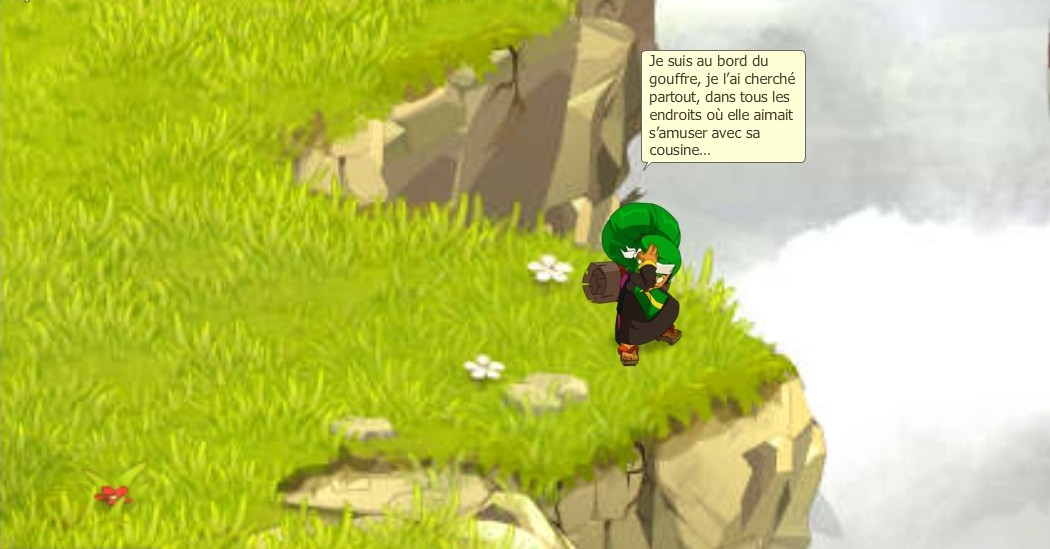 Je suis au bord du
gouffre, je l’ai cherché
partout, dans tous les
endroits où elle aimait
s’amuser avec sa
cousine…